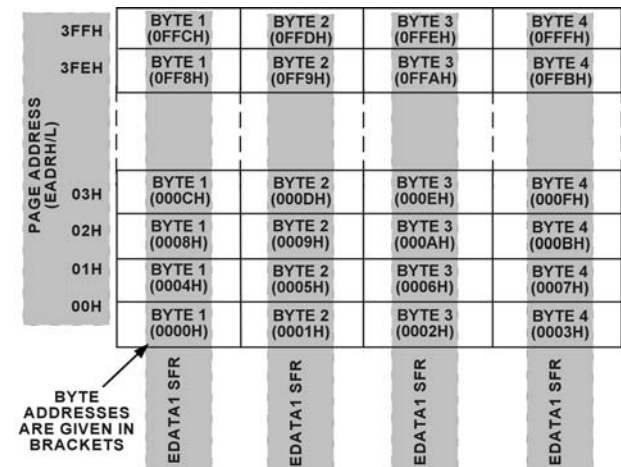 3FFH
BYTE 1 BYTE 2 BYTE 3 BYTE 4
(0FFCH) (0FFDH) (0FFEH) (0FFFH)
3FEH
BYTE 1 BYTE 2 BYTE 3 BYTE 4
(0FF8H) (0FF9H) (0FFAH) (0FFBH)
PAGE ADDRESS
(EADRH/L)
03H
BYTE 1 BYTE 2 BYTE 3 BYTE 4
(000CH) (000DH) (000EH) (000FH)
02H
BYTE 1 BYTE 2 BYTE 3 BYTE 4
(0008H) (0009H) (000AH) (000BH)
01H
BYTE 1 BYTE 2 BYTE 3 BYTE 4
(0004H) (0005H) (0006H) (0007H)
00H
BYTE 1 BYTE 2 BYTE 3 BYTE 4
(0000H) (0001H) (0002H) (0003H)
BYTE
ADDRESSES
ARE GIVEN IN
BRACKETS
EDATA1 SFR
EDATA1 SFR
EDATA1 SFR
EDATA1 SFR